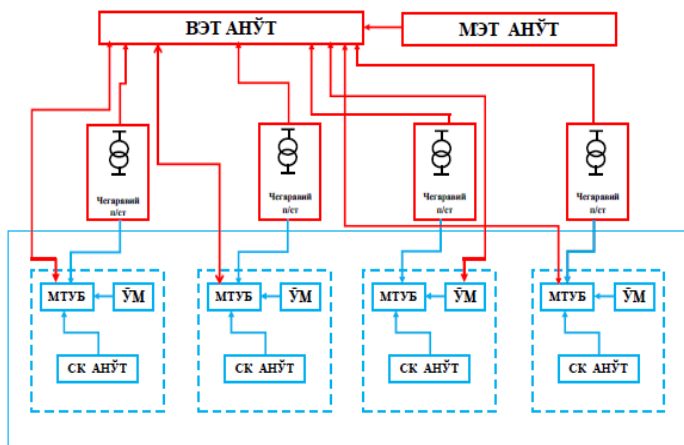 ВЭТ АНЎТ
МЭТ АНЎТ
Чегаравий
п/ст
Чегаравий
п/ст
Чегаравий
п/ст
Чегаравий
п/ст
МТУБ
ЎМ
МТУБ
ЎМ
МТУБ
ЎМ
МТУБ
ЎМ
СК АНЎТ
СК АНЎТ
СК АНЎТ
СК АНЎТ